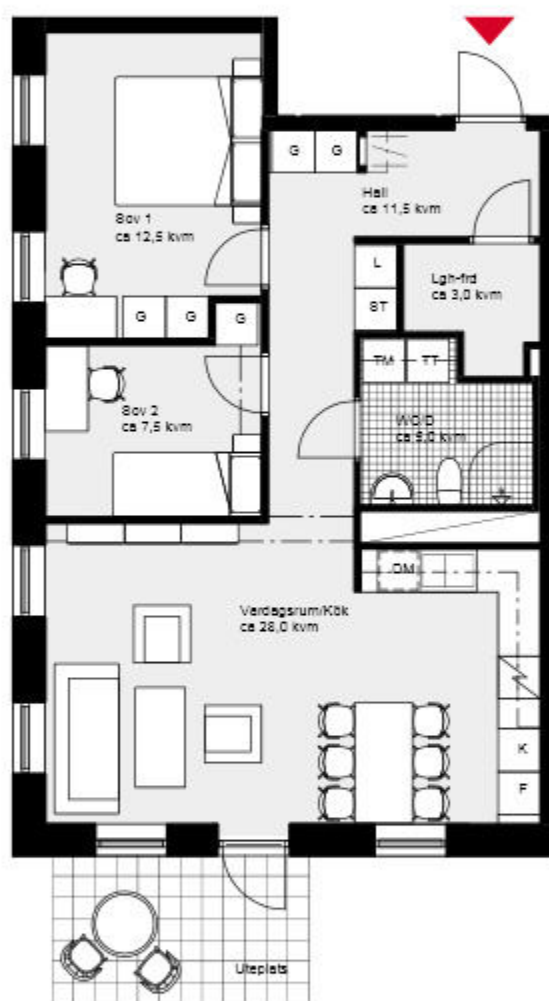 G G
Hall
ca 11,5 kvm
Sov 1
ca 12,5 kvm
L
Lgh-frd
ca 3,0 kvm
ST
G G G
TM TT
Sov 2
ca 7,5 kvm
WC/D
ca 5,0 kvm
DM
Vardagsrum/Kök
ca 28,0 kvm
K
F
Uteplats